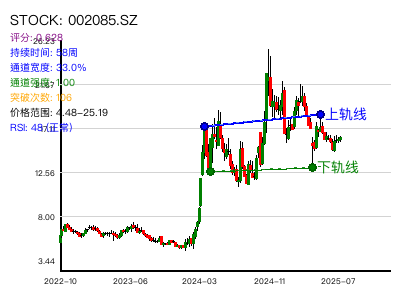 STOCK: 002085.SZ
评分: 0.628
26.23
持续时间: 58周
通道宽度: 33.0%
通道强度: 1.00
突破次数: 106
价格范围: 4.48-25.19
RSI: 48 (正常)
上轨线
下轨线
12.56
8.00
3.44
2022-10
2023-06
2024-03
2024-11
2025-07